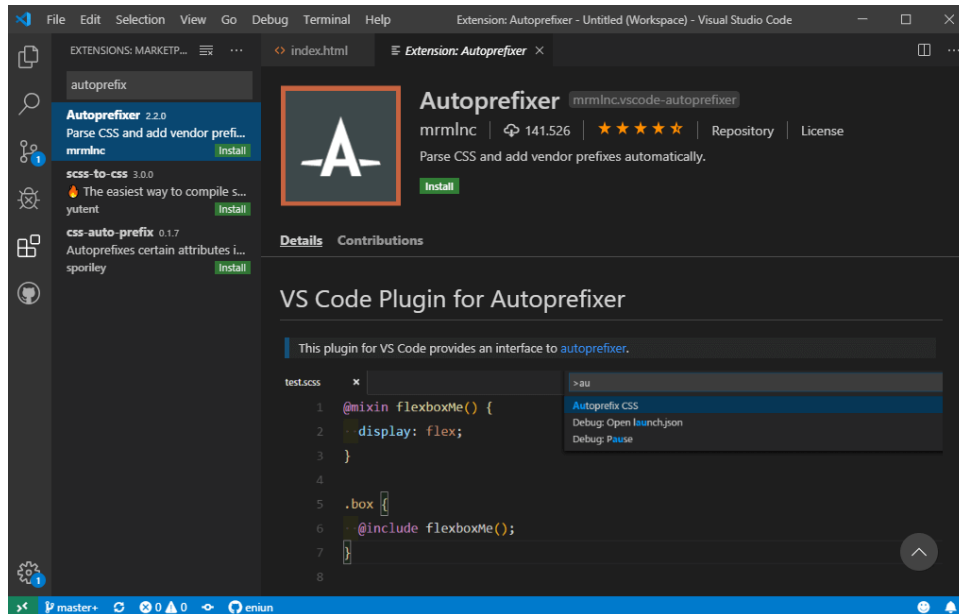 File Edit Selection View Go Debug Terminal Help Extension: Autoprefixer - Untitled (Workspace) - Visual Studio Code
EXTENSIONS: MARKETP...
autoprefix
Autoprefixer 2.2.0
Parse CSS and add vendor prefi...
mrmlnc Install
scss-to-css 3.0.0
🔥 The easiest way to compile s...
yutent Install
css-auto-prefix 0.1.7
Autoprefixes certain attributes i...
sporiley Install
index.html Extension: Autoprefixer
Autoprefixer mrmlnc.vscode-autoprefixer
mrmlnc 141.526 Repository License
Parse CSS and add vendor prefixes automatically.
Install
Details Contributions
VS Code Plugin for Autoprefixer
This plugin for VS Code provides an interface to autoprefixer.
test.scss
1 @mixin flexboxMe() {
2 display: flex;
3 }
4
5 .box {
6 @include flexboxMe();
7 }
8
>au
Autoprefix CSS
Debug: Open launch.json
Debug: Pause
1
1
master+ 0 0 eniun